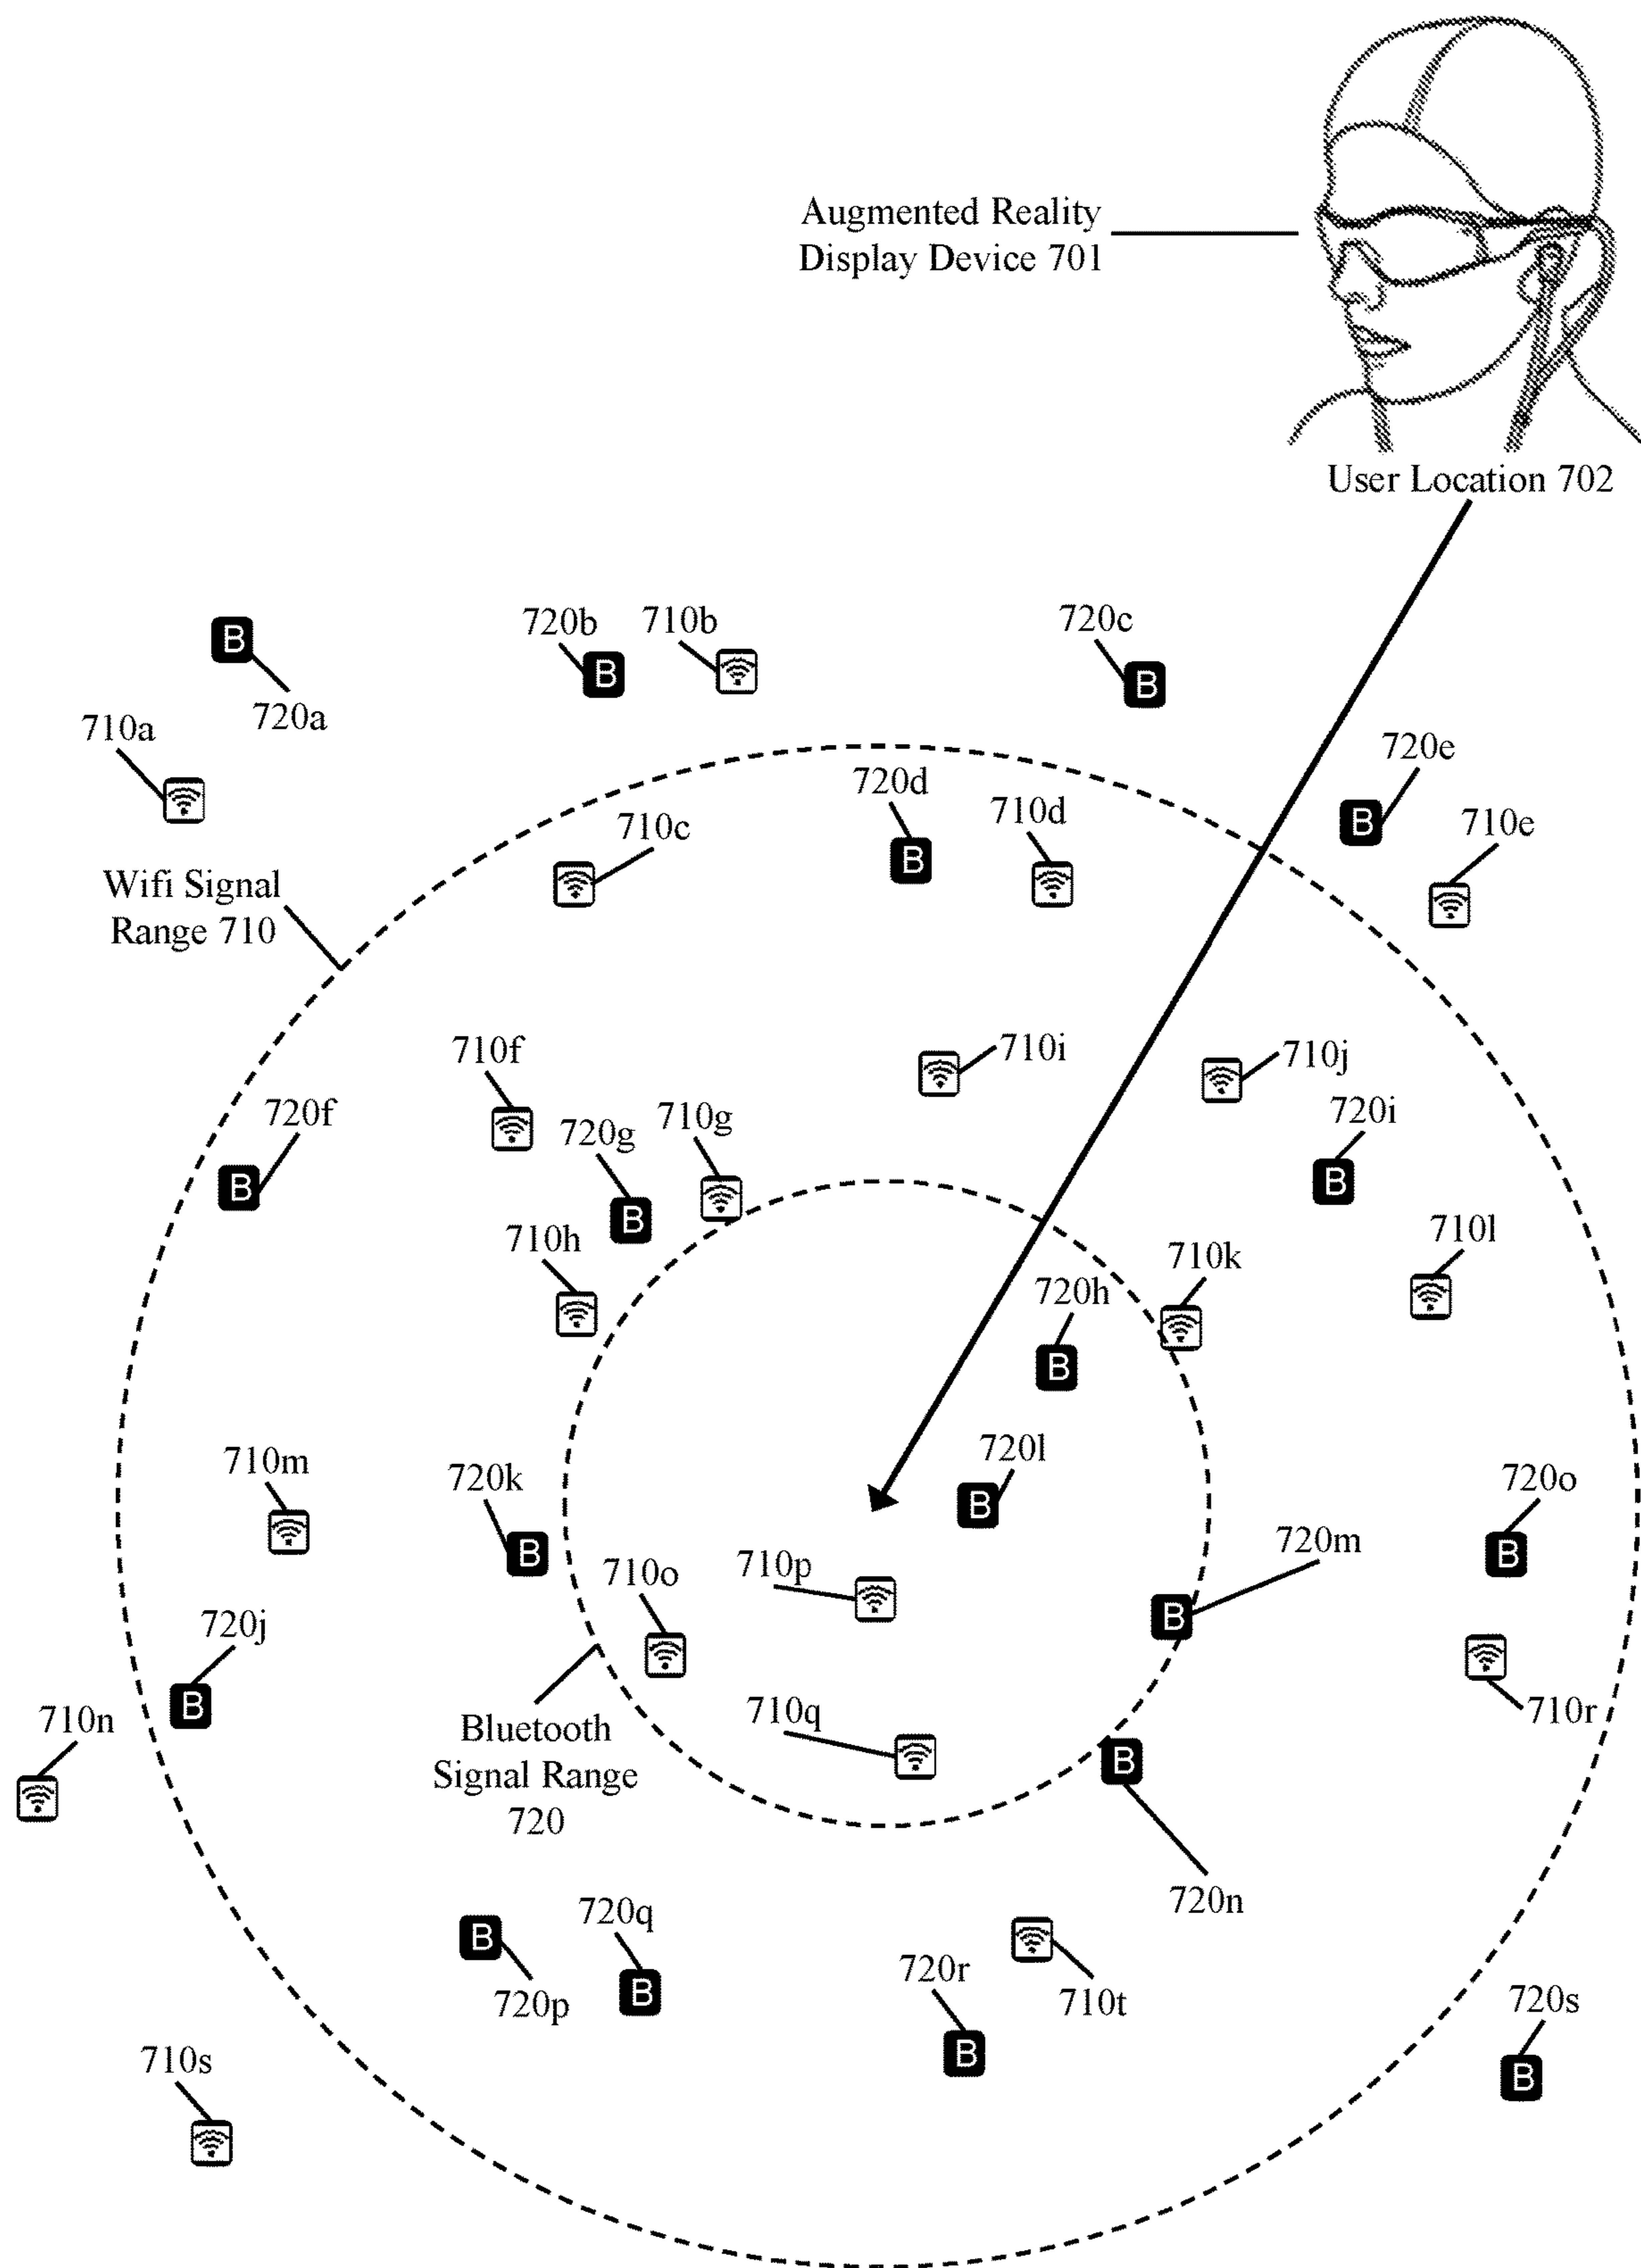 Augmented Reality
Display Device 701
User Location 702
720b
710b
720c
B
B
B
720a
710a
720e
B
720d
710d
710e
710c
B
Wifi Signal
Range 710
710f
710i
710j
720f
720g
710g
720i
B
B
B
710h
710l
710k
720h
B
720l
710m
720k
720o
B
720m
B
B
710o
710p
B
720j
B
710n
710q
710r
Bluetooth
Signal Range
720
B
720n
720q
B
720r
720p
B
710t
720s
B
710s
B